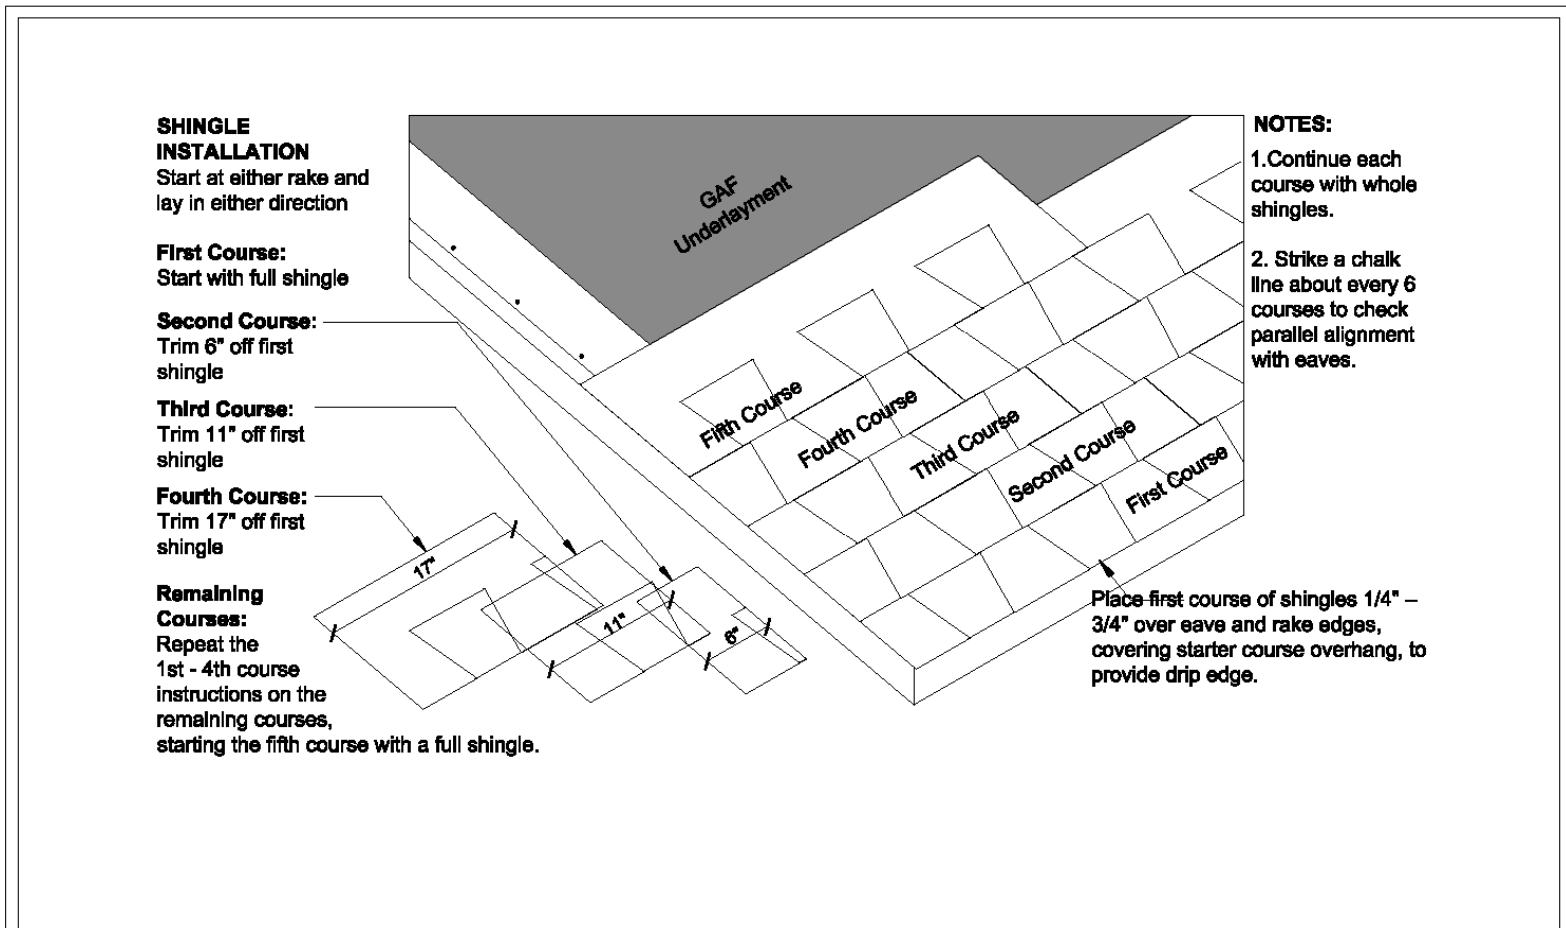 SHINGLE
INSTALLATION
Start at either rake and
lay in either direction
First Course:
Start with full shingle
Second Course:
Trim 6" off first
shingle
Third Course:
Trim 11" off first
shingle
Fourth Course:
Trim 17" off first
shingle
Remaining
Courses:
Repeat the
1st - 4th course
instructions on the
remaining courses,
starting the fifth course with a full shingle.
GAF
Underlayment
Fifth Course
Fourth Course
Third Course
Second Course
First Course
17"
11"
6"
NOTES:
1.Continue each
course with whole
shingles.
2. Strike a chalk
line about every 6
courses to check
parallel alignment
with eaves.
Place first course of shingles 1/4" –
3/4" over eave and rake edges,
covering starter course overhang, to
provide drip edge.